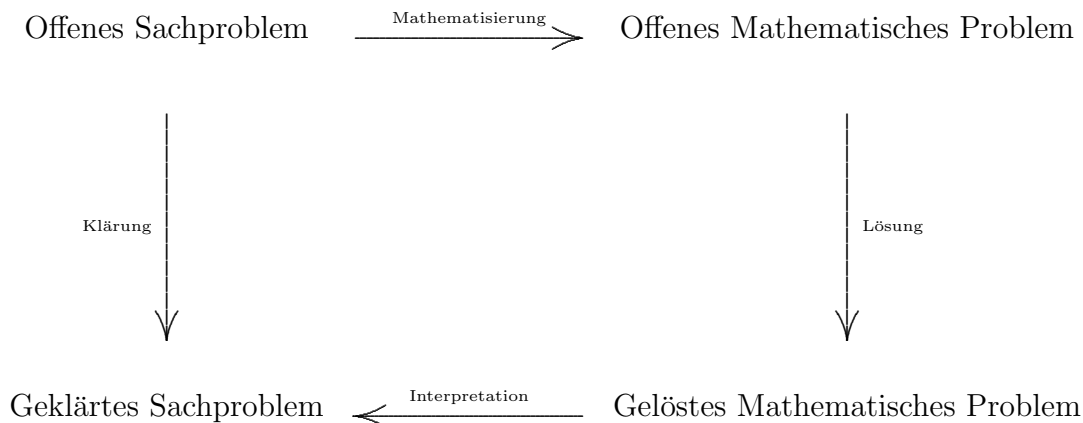 Offenes Sachproblem
Mathematisierung
Offenes Mathematisches Problem
Klärung
Lösung
Geklärtes Sachproblem
Interpretation
Gelöstes Mathematisches Problem